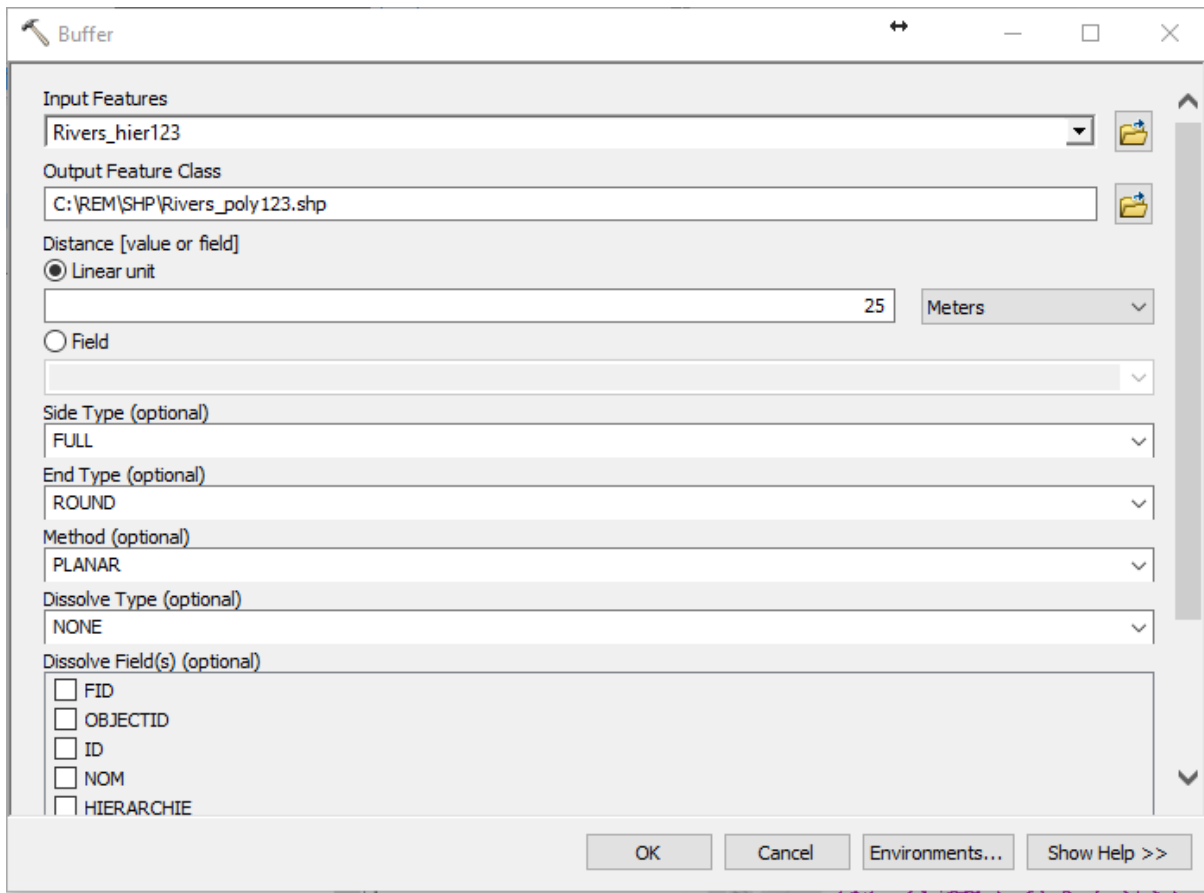 Buffer
Input Features
Rivers_hier123
Output Feature Class
C:\REM\SHP\Rivers_poly123.shp
Distance [value or field]
Linear unit
25 Meters
Field
Side Type (optional)
FULL
End Type (optional)
ROUND
Method (optional)
PLANAR
Dissolve Type (optional)
NONE
Dissolve Field(s) (optional)
FID
OBJECTID
ID
NOM
HIERARCHIE
OK Cancel Environments... Show Help >>